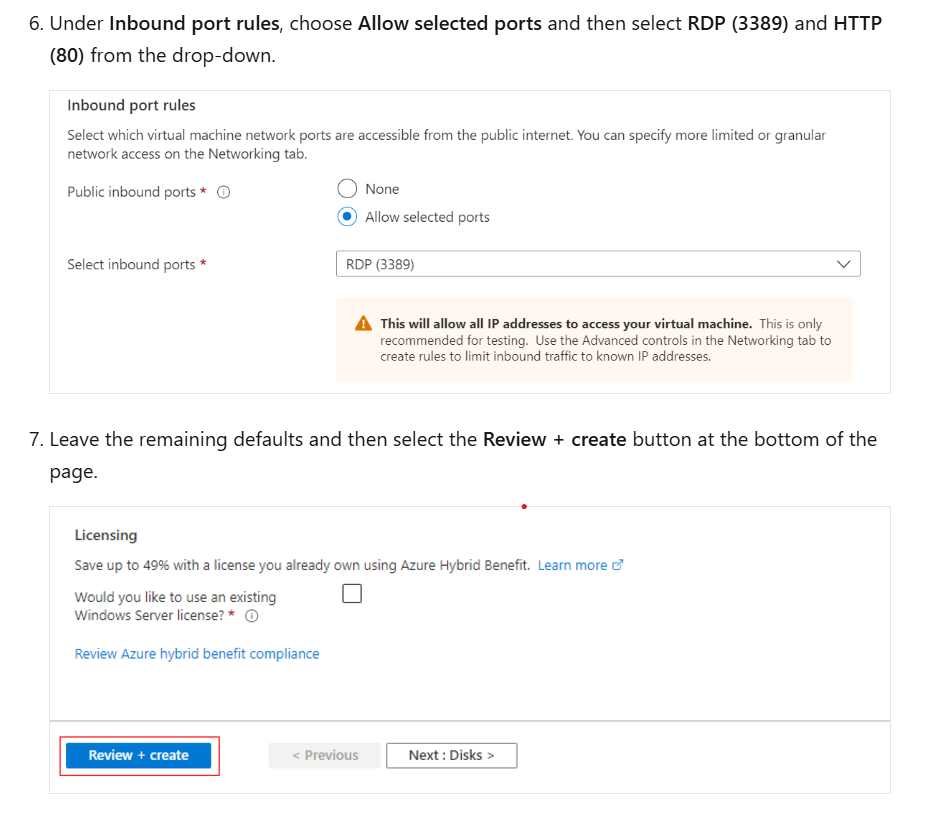 6. Under Inbound port rules, choose Allow selected ports and then select RDP (3389) and HTTP
(80) from the drop-down.
Inbound port rules
Select which virtual machine network ports are accessible from the public internet. You can specify more limited or granular
network access on the Networking tab.
Public inbound ports *
None
Allow selected ports
Select inbound ports *
RDP (3389)
This will allow all IP addresses to access your virtual machine. This is only
recommended for testing. Use the Advanced controls in the Networking tab to
create rules to limit inbound traffic to known IP addresses.
7. Leave the remaining defaults and then select the Review + create button at the bottom of the
page.
Licensing
Save up to 49% with a license you already own using Azure Hybrid Benefit. Learn more
Would you like to use an existing
Windows Server license? *
Review Azure hybrid benefit compliance
Review + create
< Previous
Next : Disks >